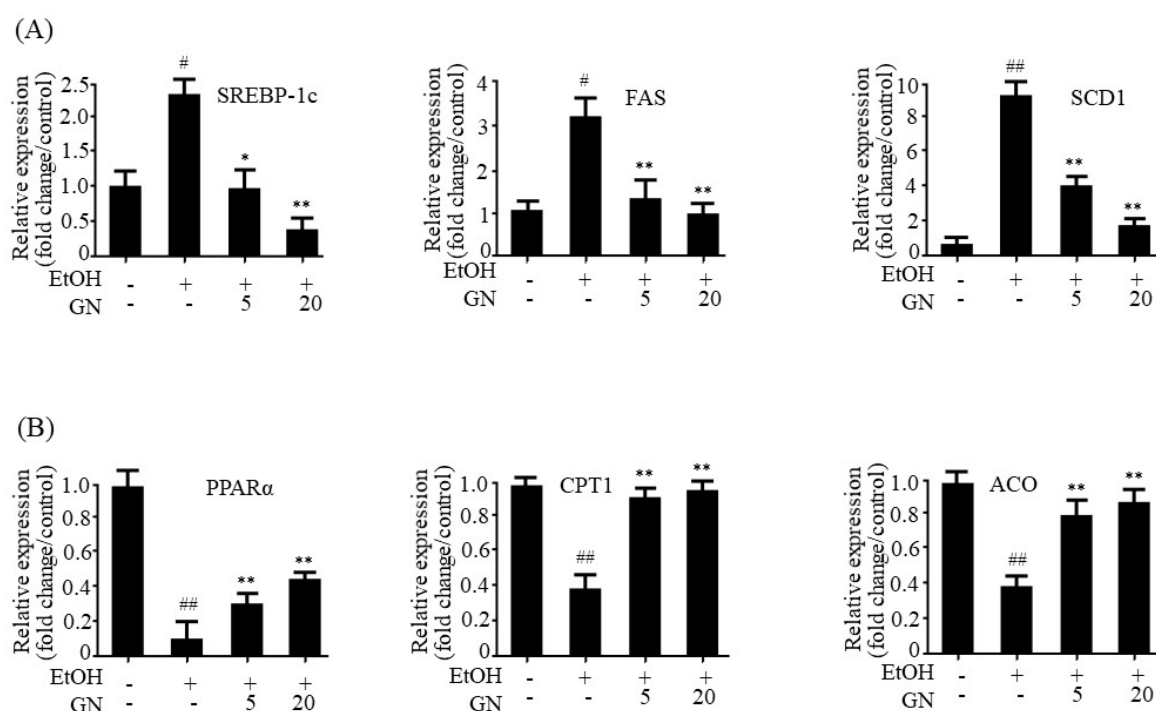 (A)
Relative expression
(fold change/control)
2.5
2.0
1.5
1.0
0.5
0
SREBP-1c
#
*
**
EtOH - + + +
GN - - 5 20
Relative expression
(fold change/control)
4
3
2
1
0
FAS
#
**
**
EtOH - + + +
GN - - 5 20
Relative expression
(fold change/control)
10
8
6
4
2
0
SCD1
##
**
**
EtOH - + + +
GN - - 5 20
(B)
Relative expression
(fold change/control)
1.0
0.8
0.6
0.4
0.2
0
PPARα
##
**
**
EtOH - + + +
GN - - 5 20
Relative expression
(fold change/control)
1.0
0.8
0.6
0.4
0.2
0
CPT1
##
**
**
EtOH - + + +
GN - - 5 20
Relative expression
(fold change/control)
1.0
0.8
0.6
0.4
0.2
0
ACO
##
**
**
EtOH - + + +
GN - - 5 20